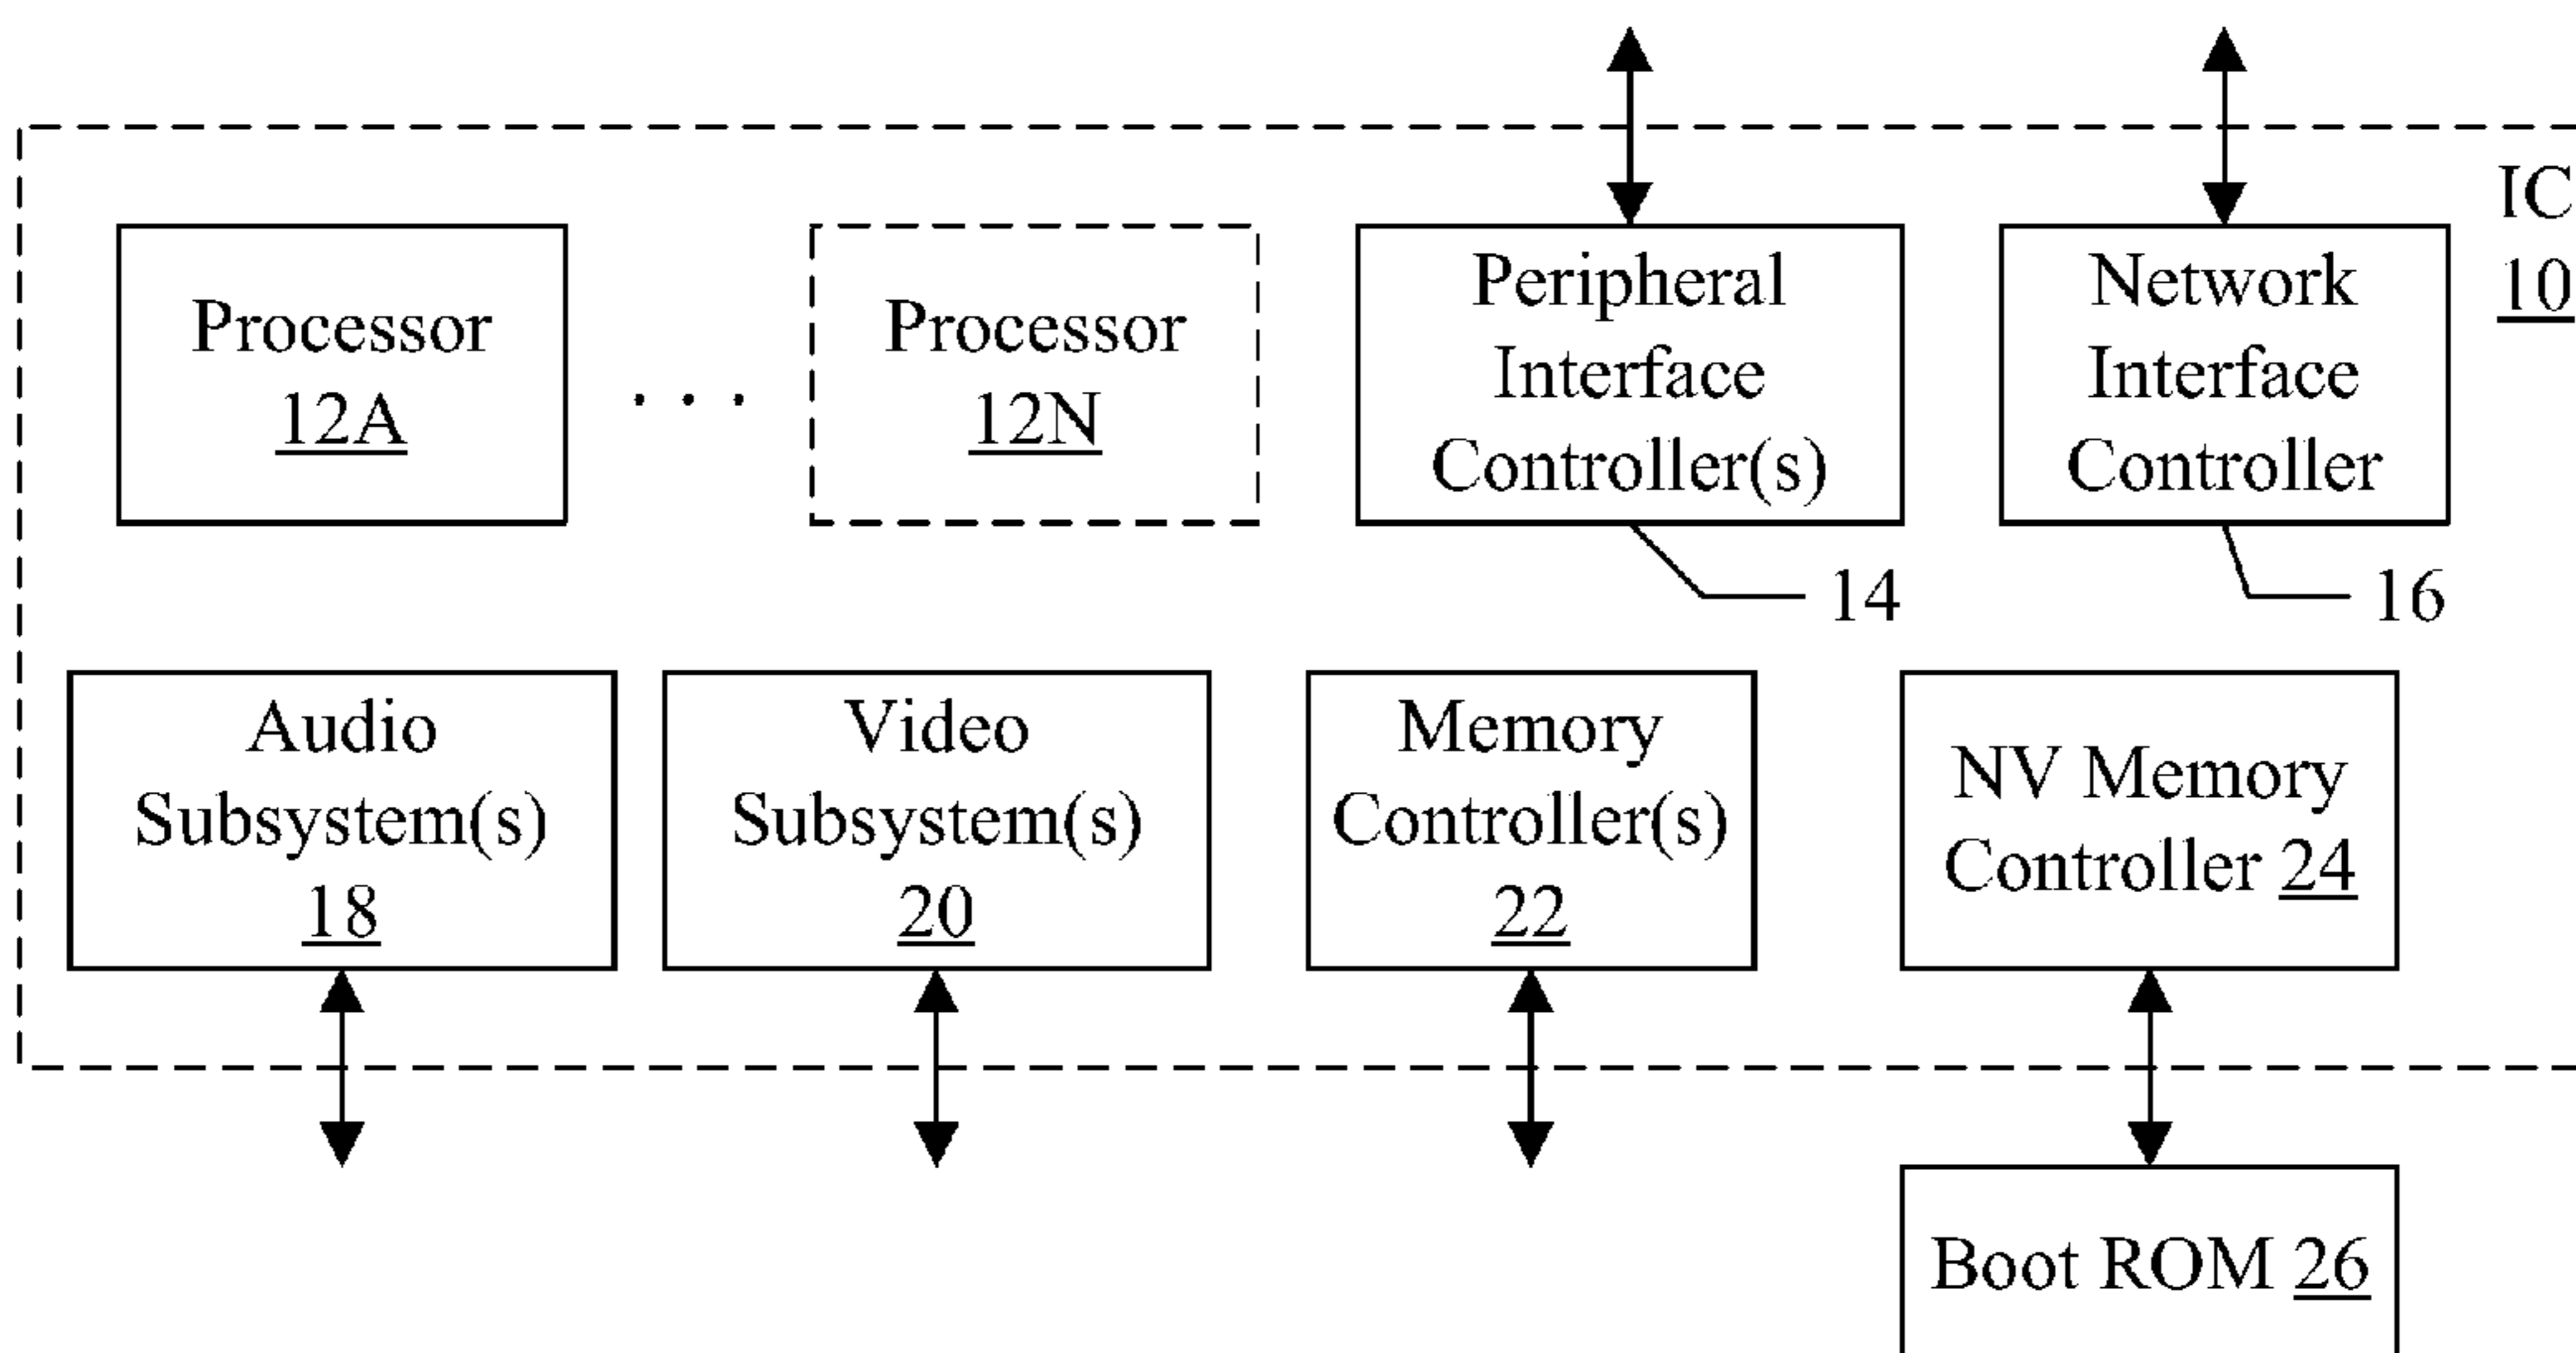 IC
10
Processor
12A
. . .
Processor
12N
Peripheral
Interface
Controller(s)
Network
Interface
Controller
14
16
Audio
Subsystem(s)
18
Video
Subsystem(s)
20
Memory
Controller(s)
22
NV Memory
Controller 24
Boot ROM 26